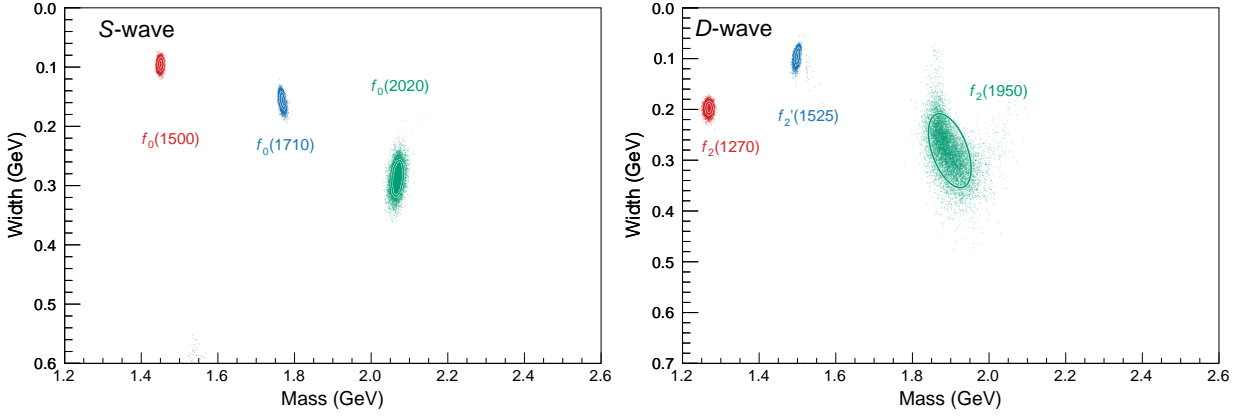 S-wave
0.0
0.1
0.2
0.3
0.4
0.5
0.6
Width (GeV)
f₀(1500)
f₀(1710)
f₀(2020)
1.2 1.4 1.6 1.8 2.0 2.2 2.4 2.6
Mass (GeV)
D-wave
0.0
0.1
0.2
0.3
0.4
0.5
0.6
0.7
Width (GeV)
f₂(1270)
f₂'(1525)
f₂(1950)
1.2 1.4 1.6 1.8 2.0 2.2 2.4 2.6
Mass (GeV)